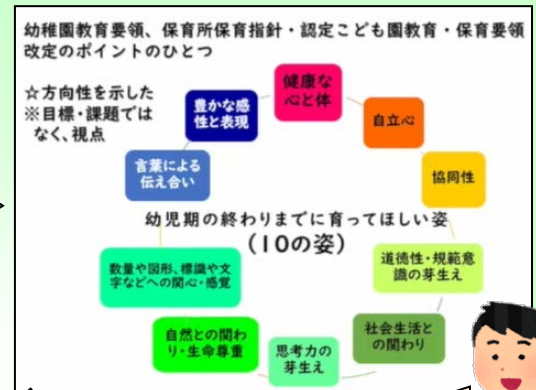 幼稚園教育要領、保育所保育指針・認定こども園教育・保育要領
改定のポイントのひとつ
☆方向性を示した
※目標・課題では
なく、視点
健康な
心と体
豊かな感
性と表現
自立心
言葉による
伝え合い
協同性
幼児期の終わりまでに育ってほしい姿
(10の姿)
数量や図形、標識や文
字などへの関心・感覚
道徳性・規範意
識の芽生え
自然との関わ
り・生命尊重
思考力の
芽生え
社会生活と
の関わり